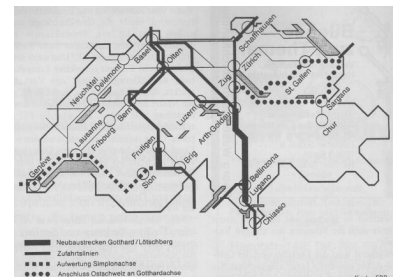 Schaffhausen
Basel
Olten
Delémont
Zürich
Neuchâtel
Zug
St. Gallen
Bern
Luzern
Sargans
Arth-Goldau
Lausanne
Fribourg
Chur
Frutigen
Genève
Brig
Sion
Bellinzona
Lugano
Chiasso
Neubaustrecken Gotthard / Lötschberg
Zufahrtslinien
Aufwertung Simplonachse
Anschluss Ostschweiz an Gotthardachse